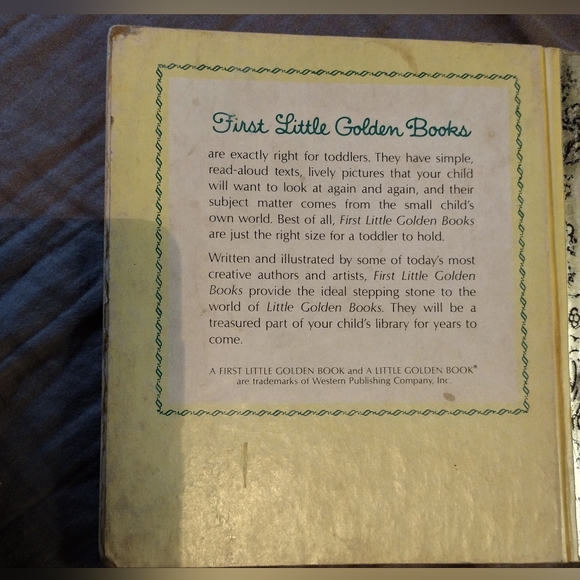 First Little Golden Books
are exactly right for toddlers. They have simple,
read-aloud texts, lively pictures that your child
will want to look at again and again, and their
subject matter comes from the small child's
own world. Best of all, First Little Golden Books
are just the right size for a toddler to hold.
Written and illustrated by some of today's most
creative authors and artists, First Little Golden
Books provide the ideal stepping stone to the
world of Little Golden Books. They will be a
treasured part of your child's library for years to
come.
A FIRST LITTLE GOLDEN BOOK and A LITTLE GOLDEN BOOK®
are trademarks of Western Publishing Company, Inc.